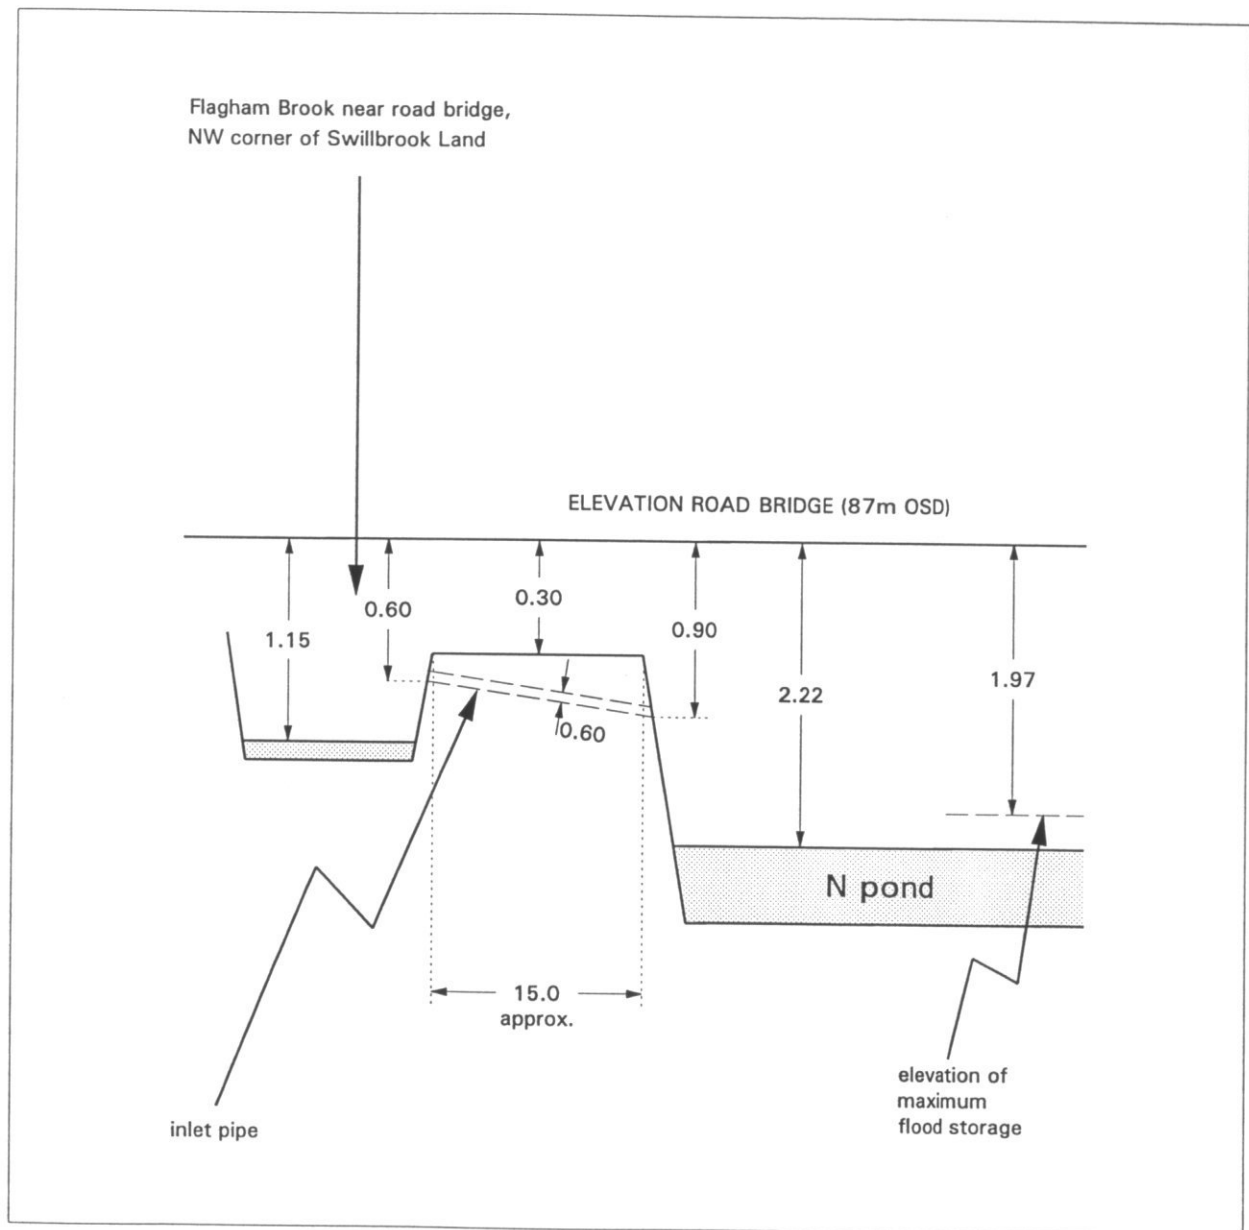 Flagham Brook near road bridge,
NW corner of Swillbrook Land
ELEVATION ROAD BRIDGE (87m OSD)
0.60
0.30
0.90
1.15
2.22
1.97
0.60
N pond
15.0
approx.
elevation of
maximum
flood storage
inlet pipe